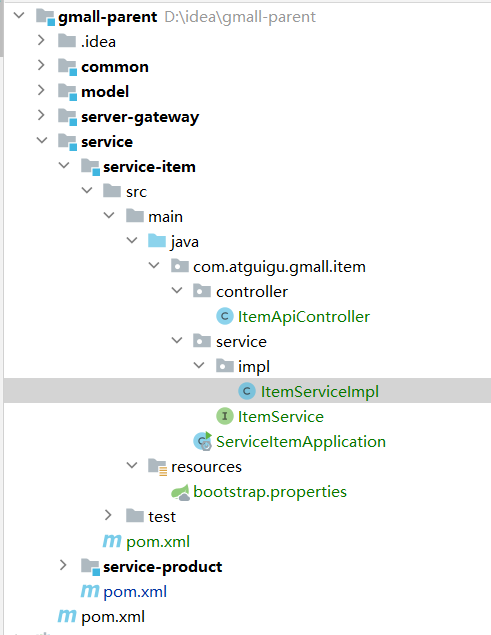 gmall-parent D:\idea\gmall-parent
.idea
common
model
server-gateway
service
service-item
src
main
java
com.atguigu.gmall.item
controller
C ItemApiController
service
impl
C ItemServiceImpl
I ItemService
C ServiceItemApplication
resources
bootstrap.properties
test
m pom.xml
service-product
m pom.xml
m pom.xml